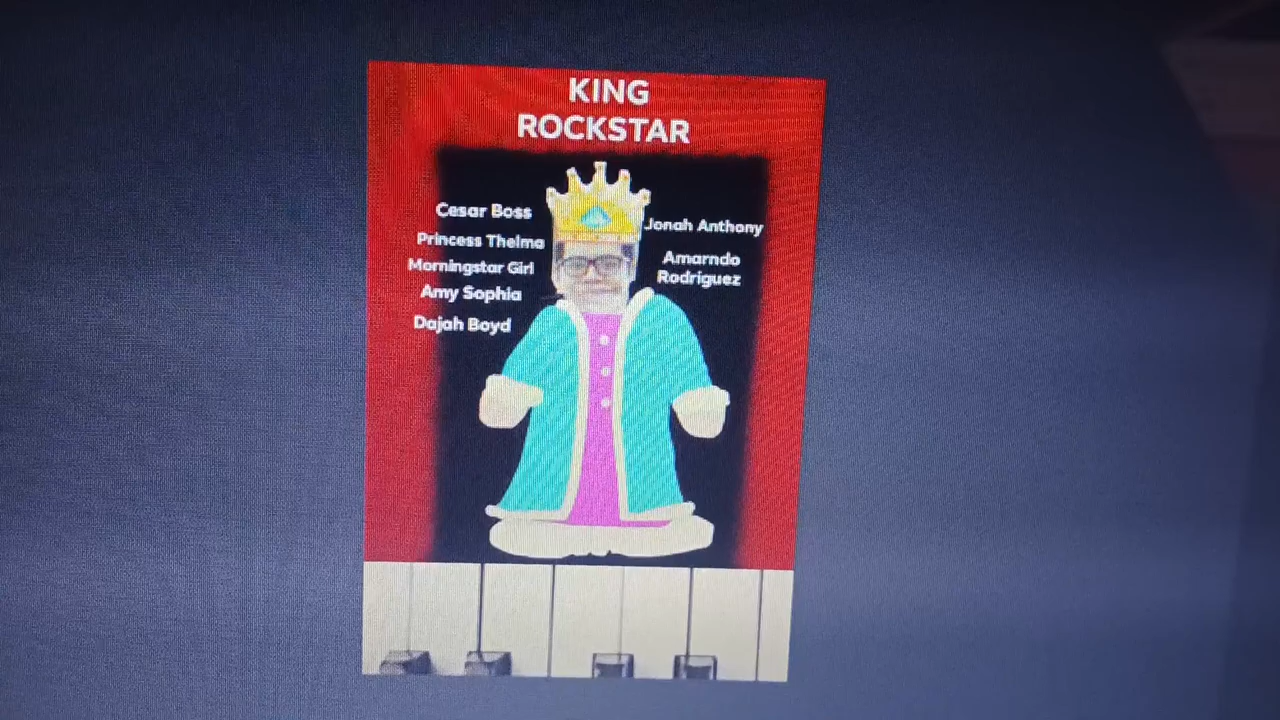 KING
ROCKSTAR
Cesar Boss
Princess Thelma
Morningstar Girl
Amy Sophia
Dajah Boyd
Jonah Anthony
Amarndo
Rodriguez